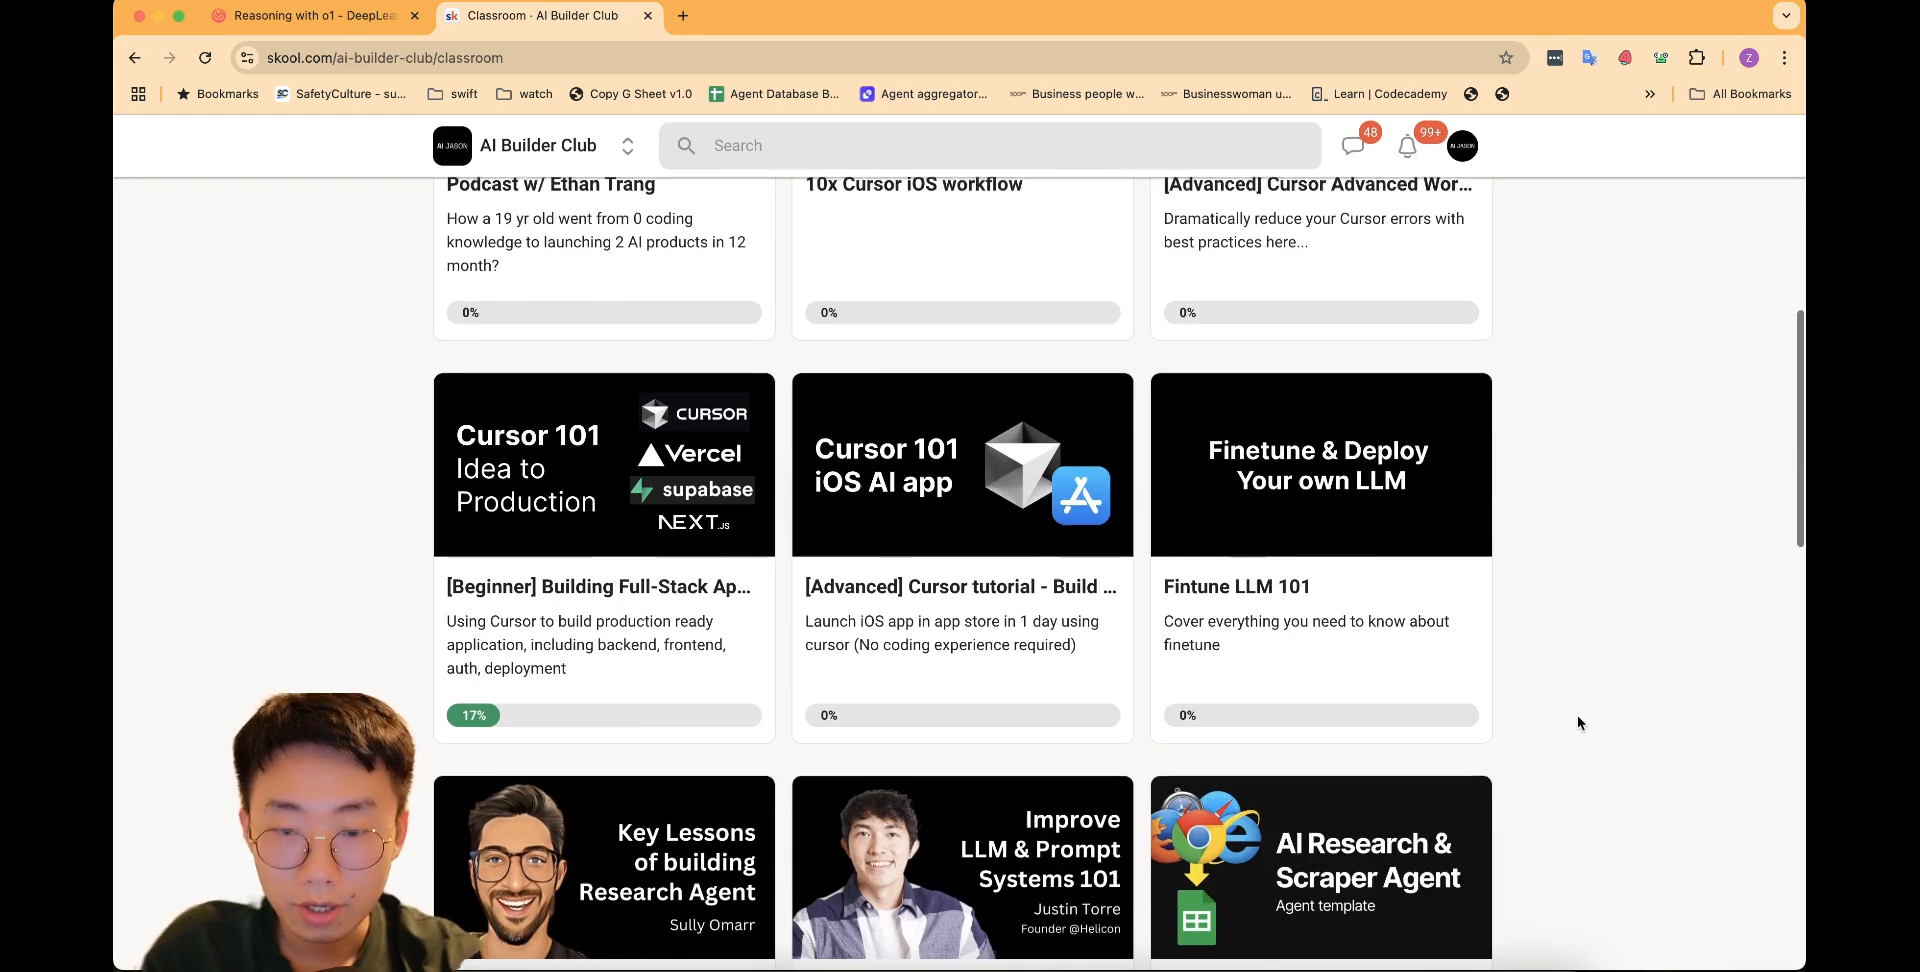 Reasoning with o1 - DeepLea
sk Classroom · AI Builder Club
skool.com/ai-builder-club/classroom
Z
Bookmarks
SC SafetyCulture - su...
swift
watch
Copy G Sheet v1.0
Agent Database B...
Agent aggregator...
Business people w...
Businesswoman u...
Learn | Codecademy
All Bookmarks
AI JASON
AI Builder Club
Search
48
99+
AI JASON
Podcast w/ Ethan Trang
How a 19 yr old went from 0 coding
knowledge to launching 2 AI products in 12
month?
0%
10x Cursor iOS workflow
0%
[Advanced] Cursor Advanced Wor...
Dramatically reduce your Cursor errors with
best practices here...
0%
Cursor 101
Idea to
Production
CURSOR
Vercel
supabase
NEXT.JS
[Beginner] Building Full-Stack Ap...
Using Cursor to build production ready
application, including backend, frontend,
auth, deployment
17%
Cursor 101
iOS AI app
[Advanced] Cursor tutorial - Build ...
Launch iOS app in app store in 1 day using
cursor (No coding experience required)
0%
Finetune & Deploy
Your own LLM
Fintune LLM 101
Cover everything you need to know about
finetune
0%
Key Lessons
of building
Research Agent
Sully Omarr
Improve
LLM & Prompt
Systems 101
Justin Torre
Founder @Helicon
AI Research &
Scraper Agent
Agent template